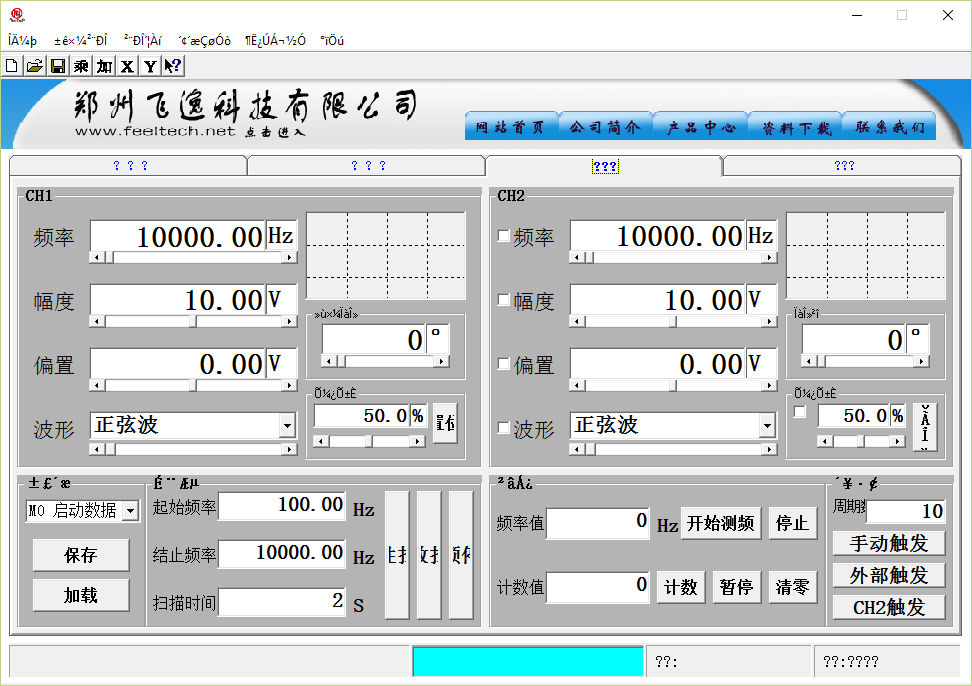 ÎÄ¼þ ±ê×¼²¨ÐÎ ²¨ÐÎ¦Àí ´¢´æÇøÓò ¶Ë¿ÚÁ¬½Ó °ïÖú
乘 加 X Y
郑州飞逸科技有限公司
www.feeltech.net 点击进入
网站首页 公司简介 产品中心 资料下载 联系我们
? ? ? ? ? ? ??? ???
CH1
频率 10000.00 Hz
幅度 10.00 V
偏置 0.00 V
波形 正弦波
»ù×¼ÏàÎ»
0 °
Õ¼¿Õ±È
50.0 %
CH2
频率 10000.00 Hz
幅度 10.00 V
偏置 0.00 V
波形 正弦波
ÏàÎ»²î
0 °
Õ¼¿Õ±È
50.0 %
±£´æ
M0 启动数据
保存
加载
É¨Æµ
起始频率 100.00 Hz
结止频率 10000.00 Hz
扫描时间 2 S
²âÁ¿
频率值 0 Hz 开始测频 停止
计数值 0 计数 暂停 清零
´¥·¢
周期数 10
手动触发
外部触发
CH2触发
??: ??:????